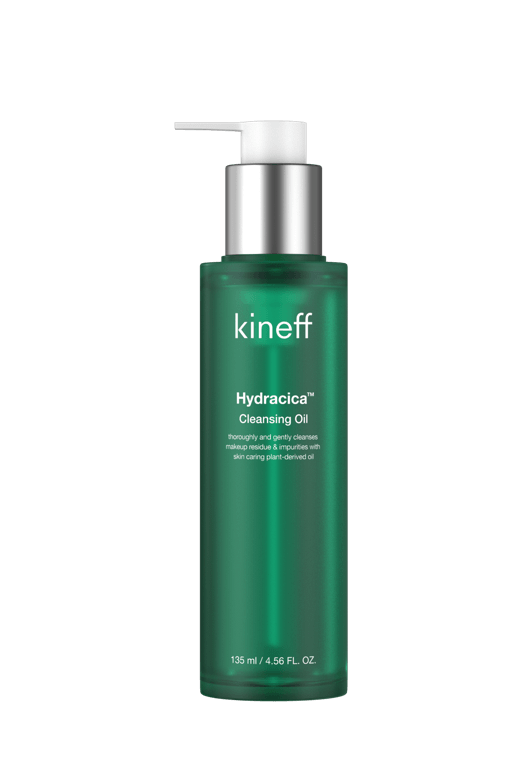 kineff
Hydracica™
Cleansing Oil
thoroughly and gently cleanses
makeup residue & impurities with
skin caring plant-derived oil
135 ml / 4.56 FL. OZ.